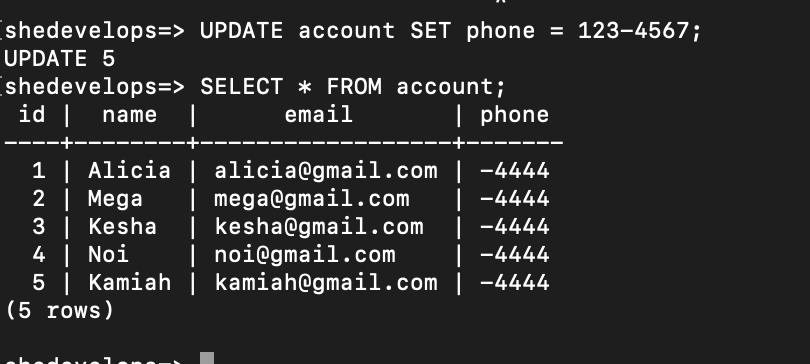 [shedevelops=> UPDATE account SET phone = 123-4567;
UPDATE 5
[shedevelops=> SELECT * FROM account;
 id |  name  |      email       | phone
----+--------+------------------+-------
  1 | Alicia | alicia@gmail.com | -4444
  2 | Mega   | mega@gmail.com   | -4444
  3 | Kesha  | kesha@gmail.com  | -4444
  4 | Noi    | noi@gmail.com    | -4444
  5 | Kamiah | kamiah@gmail.com | -4444
(5 rows)
shedevelops=>